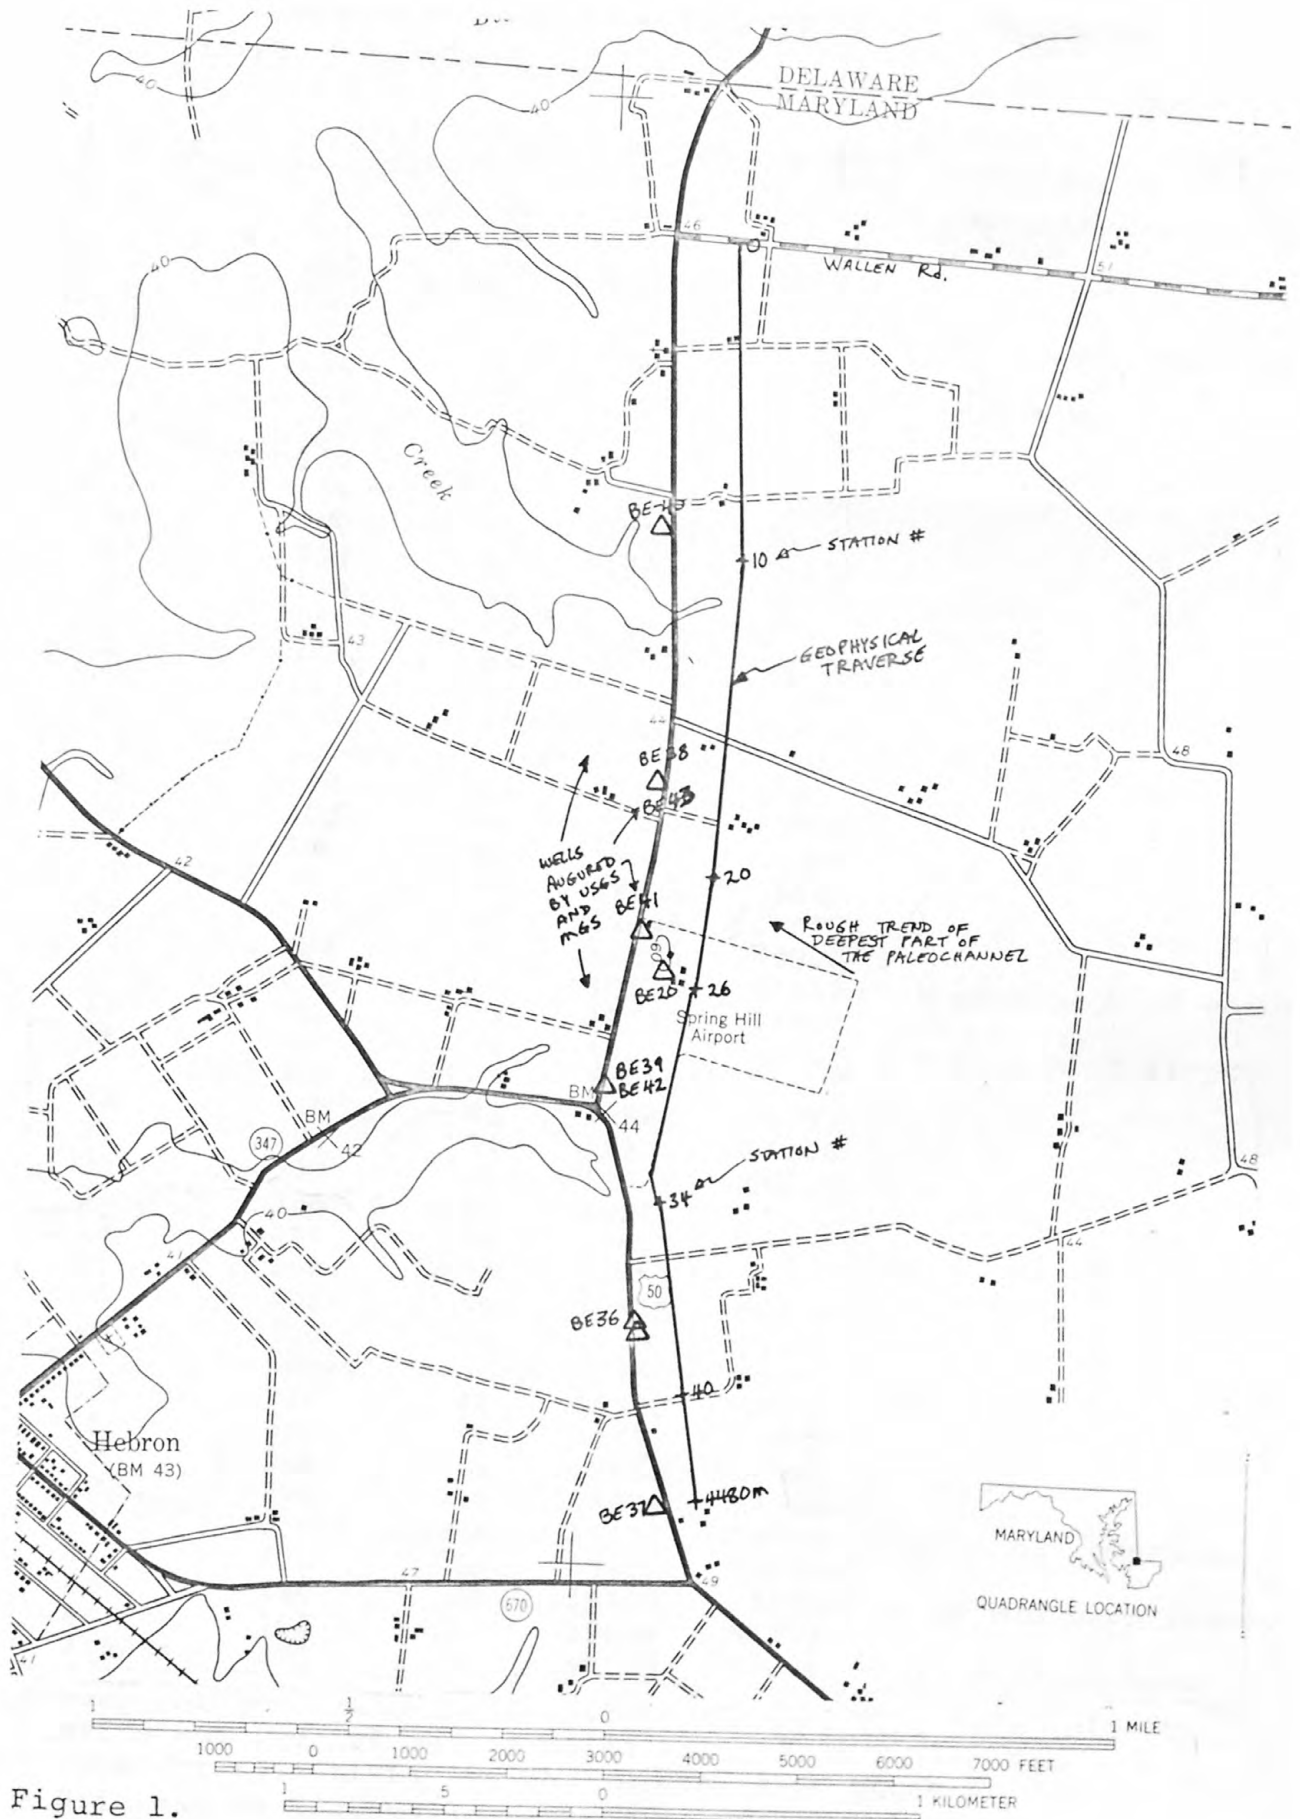 DELAWARE
MARYLAND
40
40
46
0
WALLEN Rd.
51
40
Creek
10
STATION #
GEOPHYSICAL
TRAVERSE
43
44
48
BE38
BE43
42
WELLS
AUGURED
BY USGS
AND
MGS
20
BE41
ROUGH TREND OF
DEEPEST PART OF
THE PALEOCHANNEL
BE20
26
Spring Hill
Airport
BE39
BM
BE42
BM
44
347
42
STATION #
34
48
40
41
44
50
BE36
40
Hebron
(BM 43)
4480m
BE37
MARYLAND
47
49
670
QUADRANGLE LOCATION
41
1 1/2 0 1 MILE
1000 0 1000 2000 3000 4000 5000 6000 7000 FEET
1 .5 0 1 KILOMETER
Figure 1.